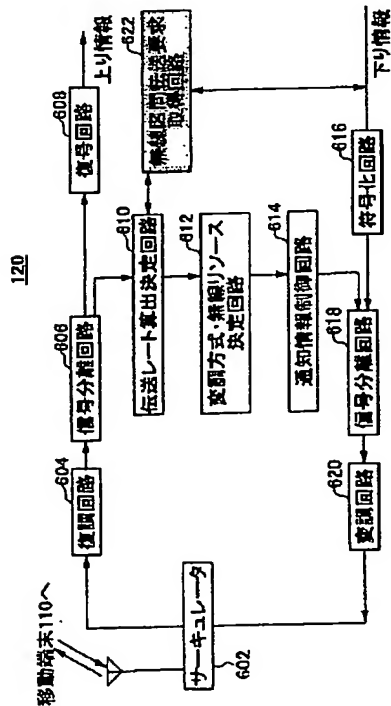 120
移動端末110へ
サーキュレータ
602
復調回路
604
信号分離回路
606
復号回路
608
上り情報
伝送レート算出決定回路
610
無線区間伝送要求
取得回路
622
変調方式・無線リソース
決定回路
612
通知情報制御回路
614
符号化回路
616
下り情報
信号分離回路
618
変調回路
620